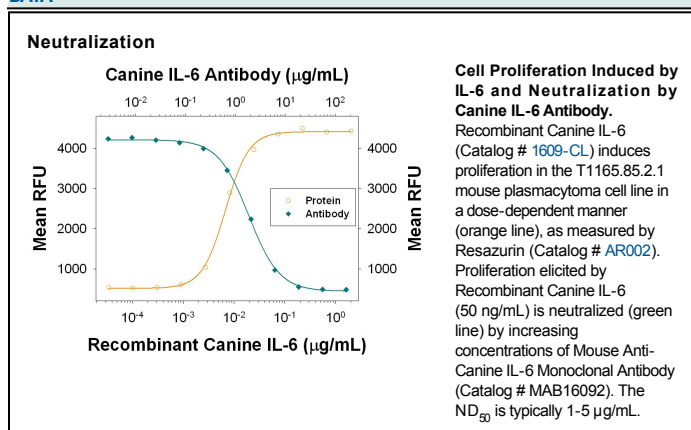 Neutralization
Canine IL-6 Antibody (µg/mL)
10-2 10-1 100 101 102
4000 4000
3000 3000
2000 2000
1000 1000
Mean RFU
Mean RFU
Protein
Antibody
10-4 10-3 10-2 10-1 100
Recombinant Canine IL-6 (µg/mL)
Cell Proliferation Induced by
IL-6 and Neutralization by
Canine IL-6 Antibody.
Recombinant Canine IL-6
(Catalog # 1609-CL) induces
proliferation in the T1165.85.2.1
mouse plasmacytoma cell line in
a dose-dependent manner
(orange line), as measured by
Resazurin (Catalog # AR002).
Proliferation elicited by
Recombinant Canine IL-6
(50 ng/mL) is neutralized (green
line) by increasing
concentrations of Mouse Anti-
Canine IL-6 Monoclonal Antibody
(Catalog # MAB16092). The
ND50 is typically 1-5 µg/mL.